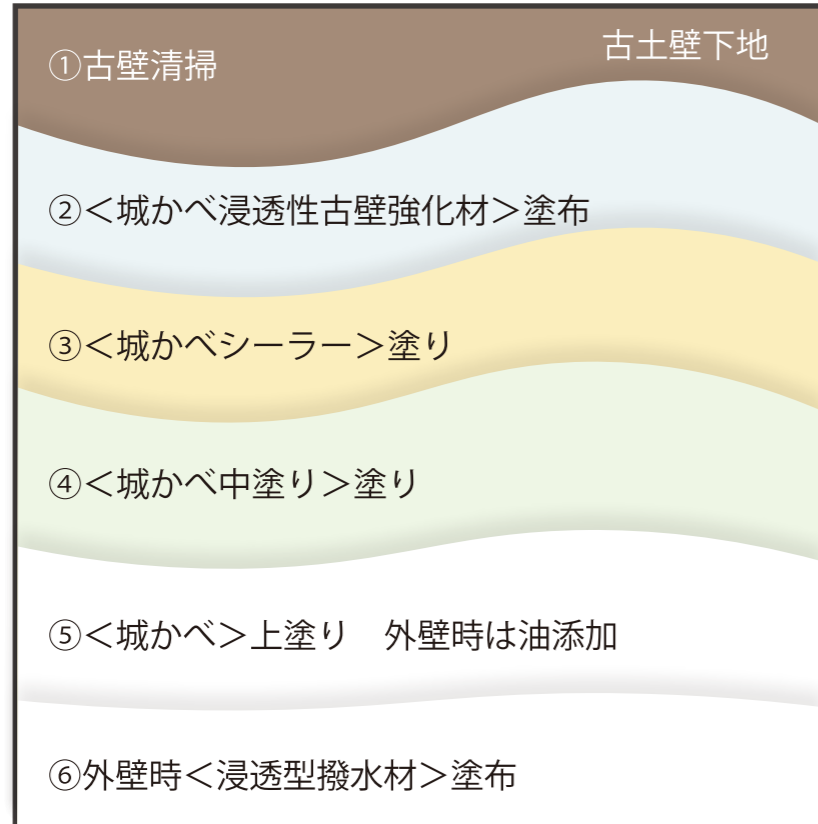 古土壁下地
①古壁清掃
②＜城かべ浸透性古壁強化材＞塗布
③＜城かべシーラー＞塗り
④＜城かべ中塗り＞塗り
⑤＜城かべ＞上塗り　外壁時は油添加
⑥外壁時＜浸透型撥水材＞塗布